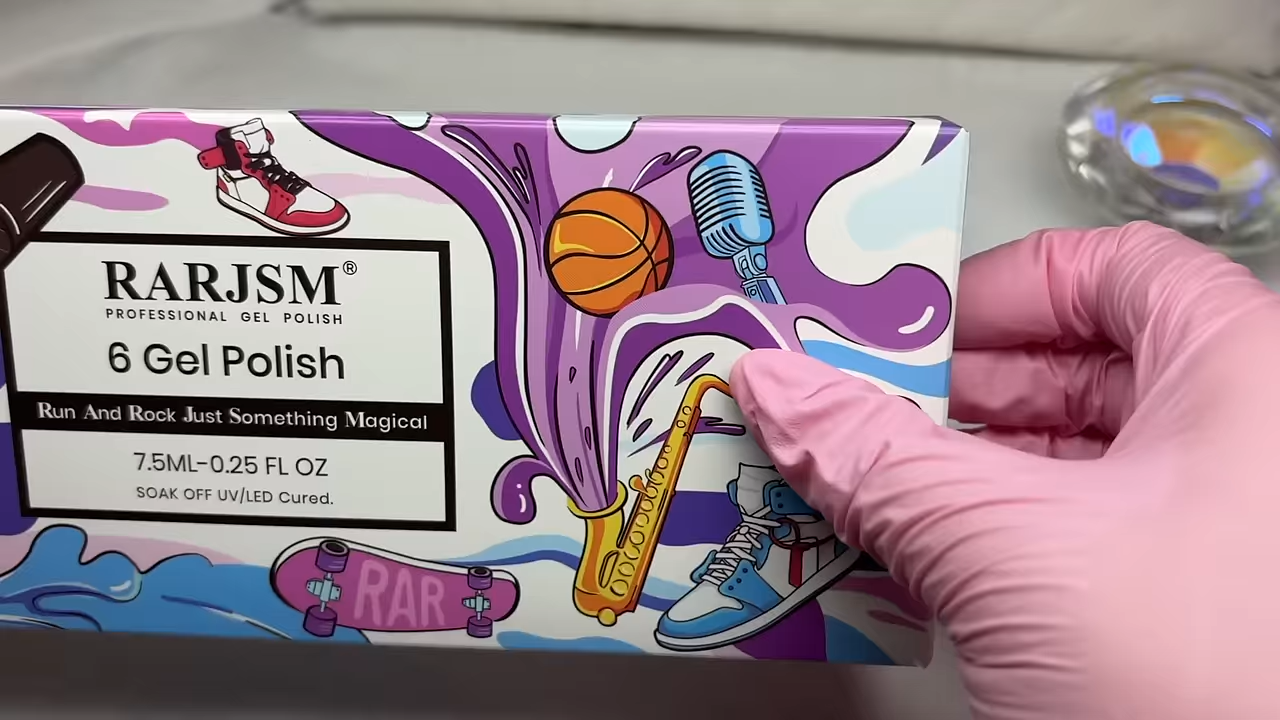 RARJSM®
PROFESSIONAL GEL POLISH
6 Gel Polish
Run And Rock Just Something Magical
7.5ML-0.25 FL OZ
SOAK OFF UV/LED Cured.
RAR